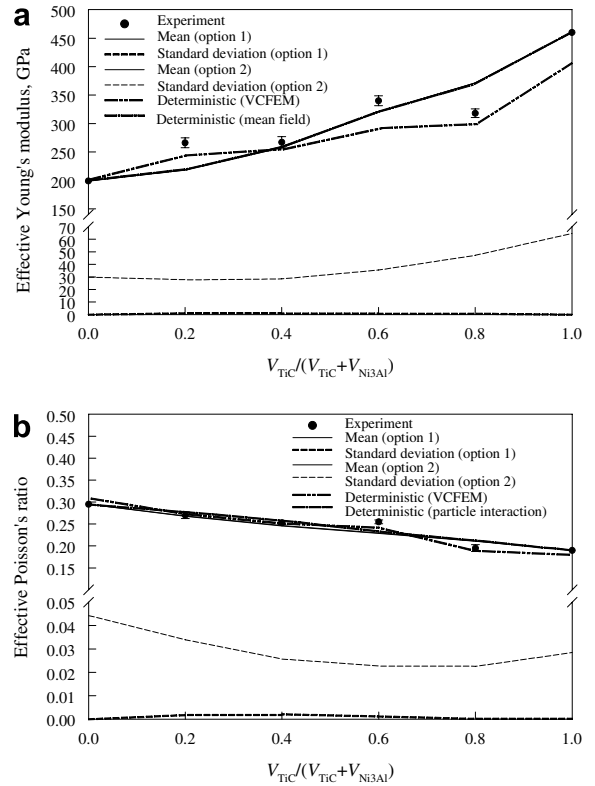 a
500
450
400
350
300
250
200
150
70
60
50
40
30
20
10
0
Effective Young's modulus, GPa
Experiment
Mean (option 1)
Standard deviation (option 1)
Mean (option 2)
Standard deviation (option 2)
Deterministic (VCFEM)
Deterministic (mean field)
0.0 0.2 0.4 0.6 0.8 1.0
V_TiC/(V_TiC+V_Ni3Al)
b
0.50
0.45
0.40
0.35
0.30
0.25
0.20
0.15
0.05
0.04
0.03
0.02
0.01
0.00
Effective Poisson's ratio
Experiment
Mean (option 1)
Standard deviation (option 1)
Mean (option 2)
Standard deviation (option 2)
Deterministic (VCFEM)
Deterministic (particle interaction)
0.0 0.2 0.4 0.6 0.8 1.0
V_TiC/(V_TiC+V_Ni3Al)